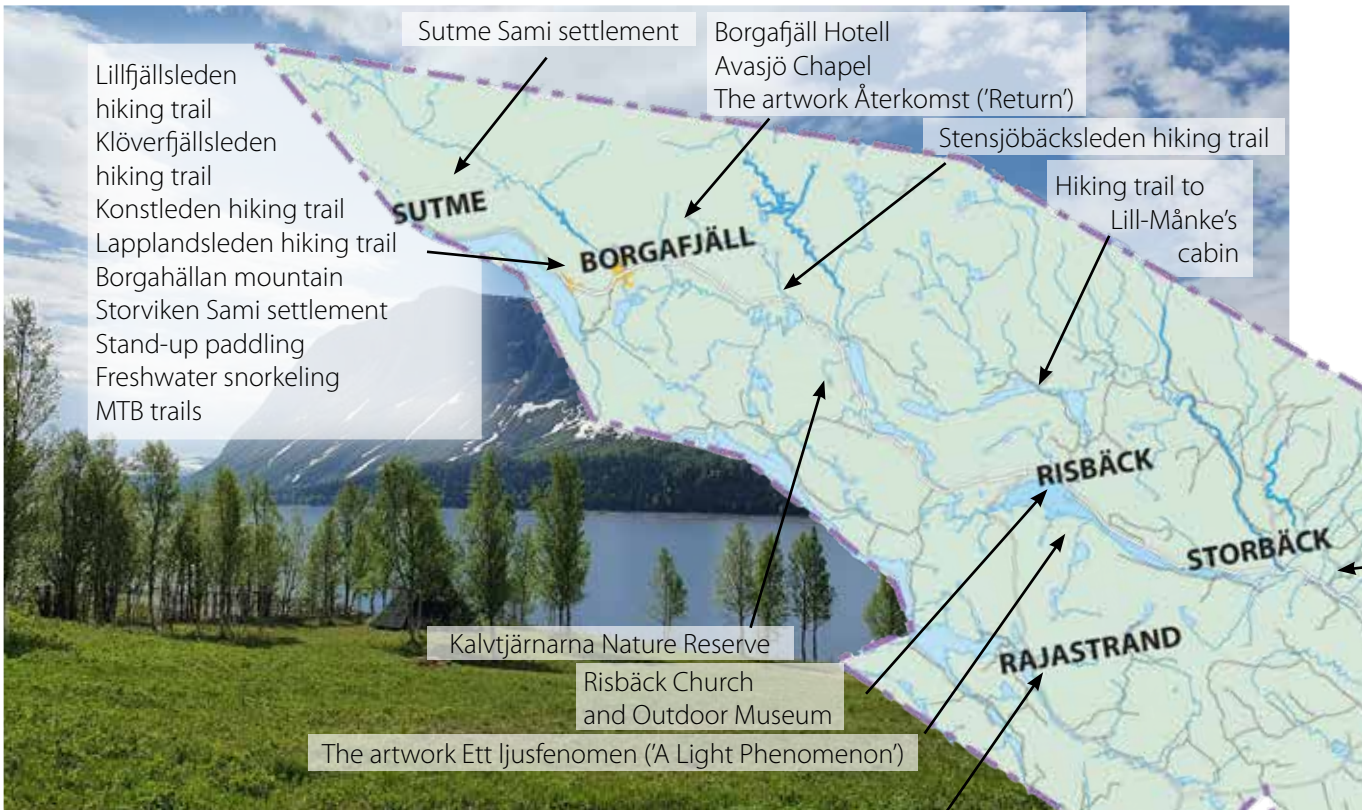 Sutme Sami settlement
Borgafjäll Hotell
Avasjö Chapel
The artwork Återkomst ('Return')
Lillfjällsleden
hiking trail
Klöverfjällsleden
hiking trail
Konstleden hiking trail
Lapplandsleden hiking trail
Borgahällan mountain
Storviken Sami settlement
Stand-up paddling
Freshwater snorkeling
MTB trails
Stensjöbäcksleden hiking trail
Hiking trail to
Lill-Månke's
cabin
SUTME
BORGAFJÄLL
RISBÄCK
STORBÄCK
RAJASTRAND
Kalvtjärnarna Nature Reserve
Risbäck Church
and Outdoor Museum
The artwork Ett ljusfenomen ('A Light Phenomenon')